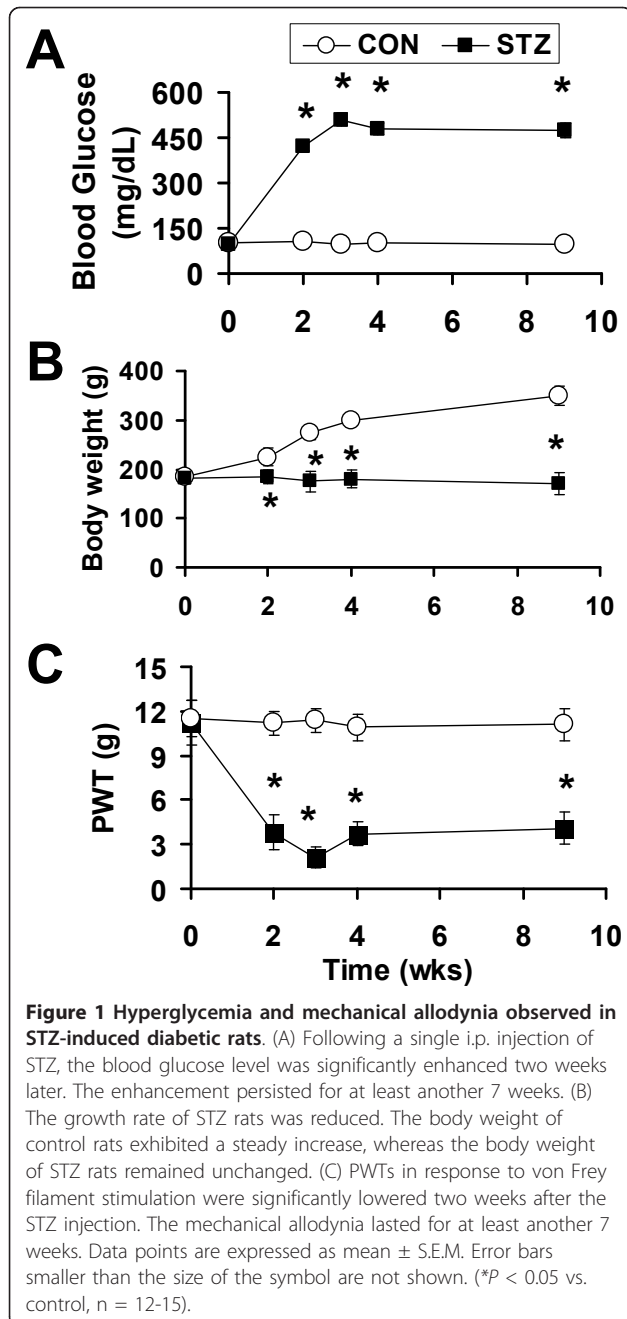 A
CON STZ
Blood Glucose
(mg/dL)
600
450
300
150
0
* * * *
0 2 4 6 8 10
B
Body weight (g)
400
300
200
100
0
* * * *
0 2 4 6 8 10
C
PWT (g)
15
12
9
6
3
0
* * * *
0 2 4 6 8 10
Time (wks)
Figure 1 Hyperglycemia and mechanical allodynia observed in
STZ-induced diabetic rats. (A) Following a single i.p. injection of
STZ, the blood glucose level was significantly enhanced two weeks
later. The enhancement persisted for at least another 7 weeks. (B)
The growth rate of STZ rats was reduced. The body weight of
control rats exhibited a steady increase, whereas the body weight
of STZ rats remained unchanged. (C) PWTs in response to von Frey
filament stimulation were significantly lowered two weeks after the
STZ injection. The mechanical allodynia lasted for at least another 7
weeks. Data points are expressed as mean ± S.E.M. Error bars
smaller than the size of the symbol are not shown. (*P < 0.05 vs.
control, n = 12-15).